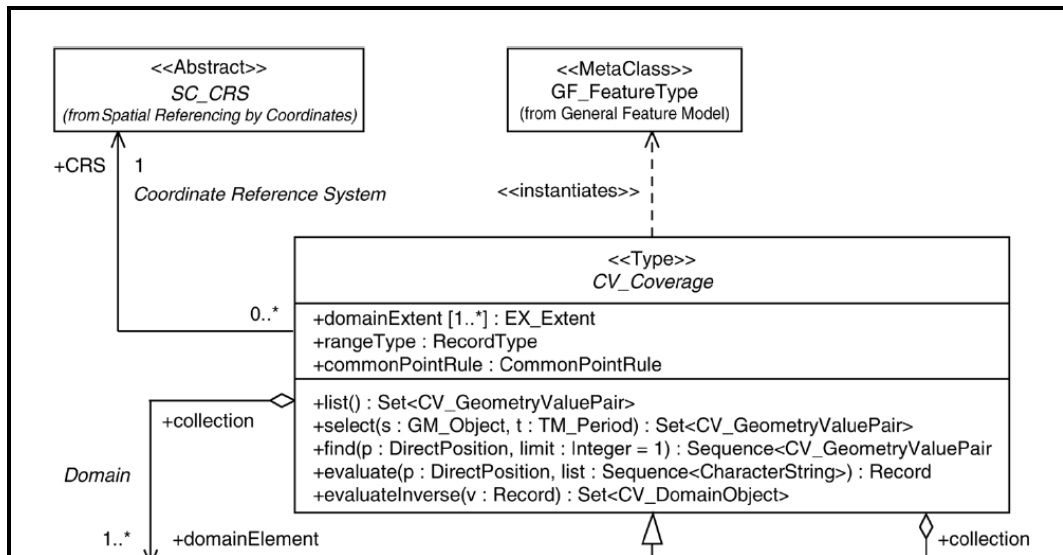 <<Abstract>>
SC_CRS
(from Spatial Referencing by Coordinates)
<<MetaClass>>
GF_FeatureType
(from General Feature Model)
+CRS
1
Coordinate Reference System
<<instantiates>>
<<Type>>
CV_Coverage
0..*
+domainExtent [1..*] : EX_Extent
+rangeType : RecordType
+commonPointRule : CommonPointRule
+list() : Set<CV_GeometryValuePair>
+select(s : GM_Object, t : TM_Period) : Set<CV_GeometryValuePair>
+find(p : DirectPosition, limit : Integer = 1) : Sequence<CV_GeometryValuePair
+evaluate(p : DirectPosition, list : Sequence<CharacterString>) : Record
+evaluateInverse(v : Record) : Set<CV_DomainObject>
+collection
Domain
1..*
+domainElement
+collection